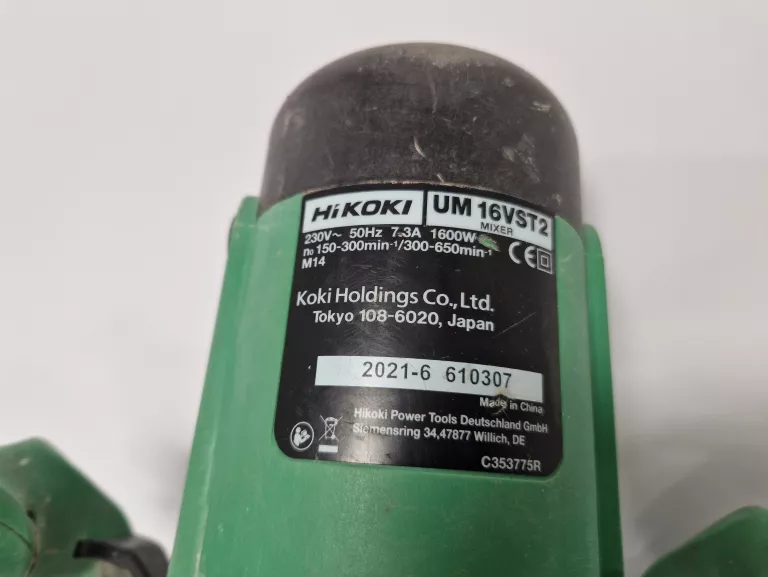 HiKOKI
UM 16VST2
MIXER
230V~ 50Hz 7.3A 1600W
n₀ 150-300min⁻¹/300-650min⁻¹
M14
CE
Koki Holdings Co.,Ltd.
Tokyo 108-6020, Japan
2021-6 610307
Made in China
Hikoki Power Tools Deutschland GmbH
Siemensring 34,47877 Willich, DE
C353775R